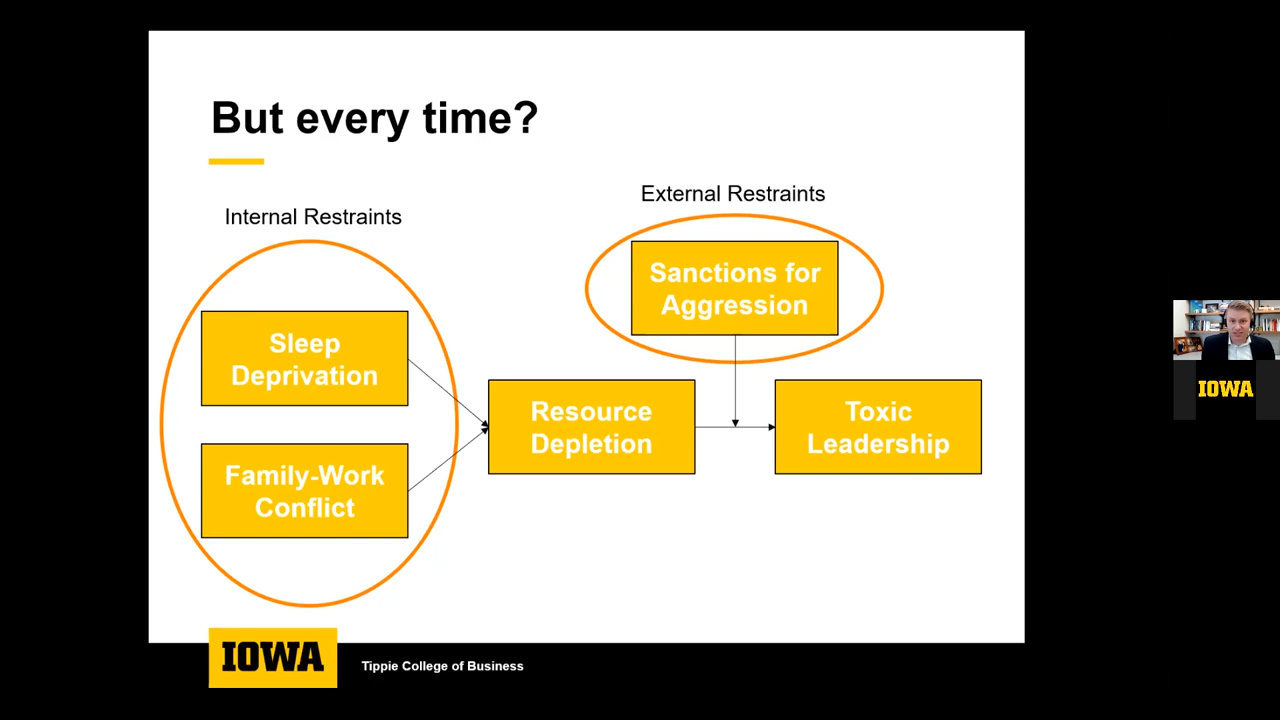 But every time?
Internal Restraints
External Restraints
Sanctions for
Aggression
Sleep
Deprivation
Resource
Depletion
Toxic
Leadership
Family-Work
Conflict
IOWA
Tippie College of Business
IOWA